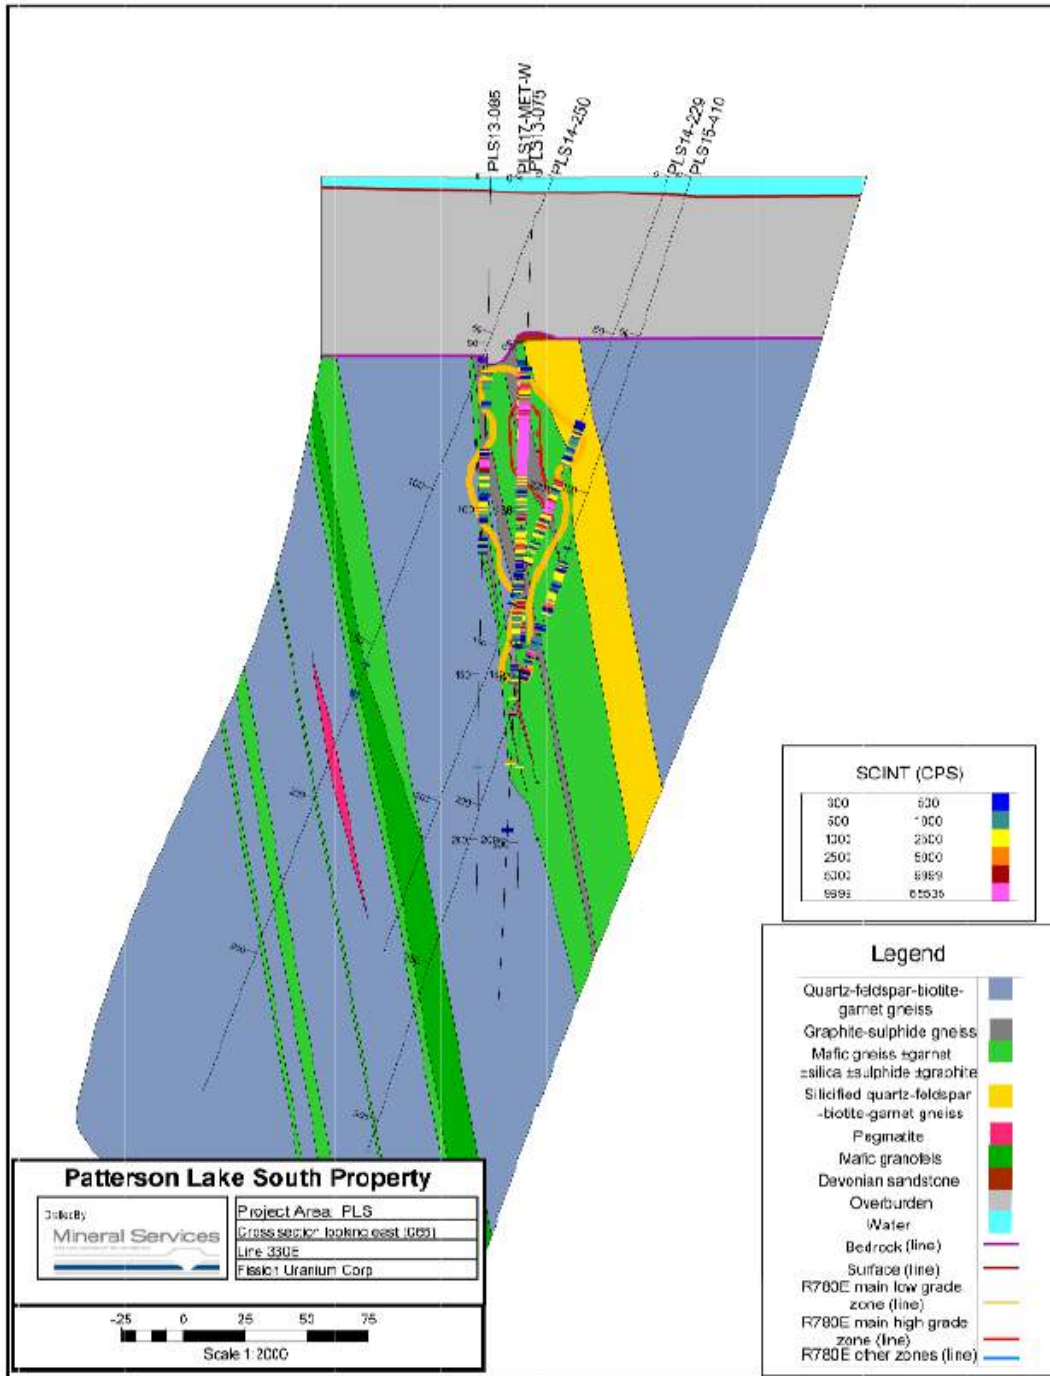 PLS13-085
PLS17-MET-W
PLS13-075
PLS14-250
PLS14-229
PLS15-410
SCINT (CPS)
300 500
500 1000
1000 2500
2500 5000
5000 9999
9999 65535
Legend
Quartz-feldspar-biotite-
garnet gneiss
Graphite-sulphide gneiss
Mafic gneiss ±garnet
±silica ±sulphide ±graphite
Silicified quartz-feldspar
-biotite-garnet gneiss
Pegmatite
Mafic granofels
Devonian sandstone
Overburden
Water
Bedrock (line)
Surface (line)
R780E main low grade
zone (line)
R780E main high grade
zone (line)
R780E other zones (line)
Patterson Lake South Property
Mineral Services
Project Area: PLS
Cross section looking east (065)
Line 330E
Fission Uranium Corp
-25 0 25 50 75
Scale 1:2000